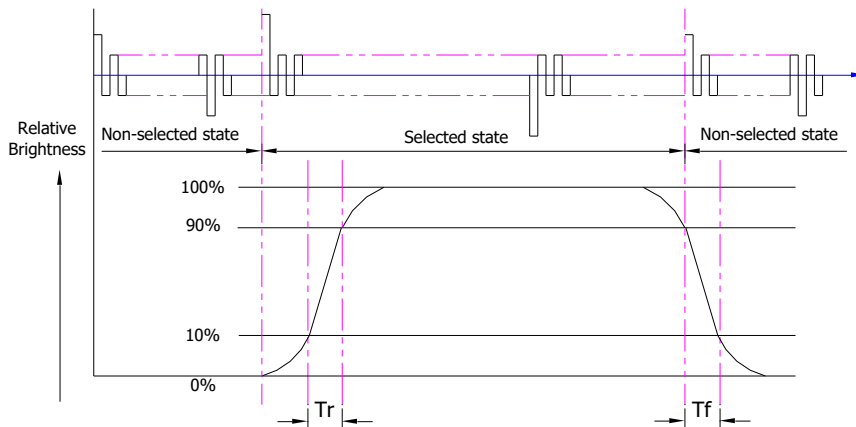 Relative
Brightness
Non-selected state
Selected state
Non-selected state
100%
90%
10%
0%
Tr
Tf